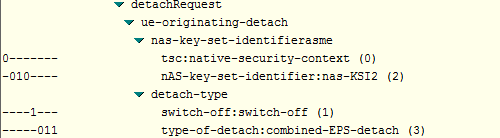 detachRequest
ue-originating-detach
nas-key-set-identifierasme
0------- tsc:native-security-context (0)
-010---- nAS-key-set-identifier:nas-KSI2 (2)
detach-type
----1--- switch-off:switch-off (1)
-----011 type-of-detach:combined-EPS-detach (3)